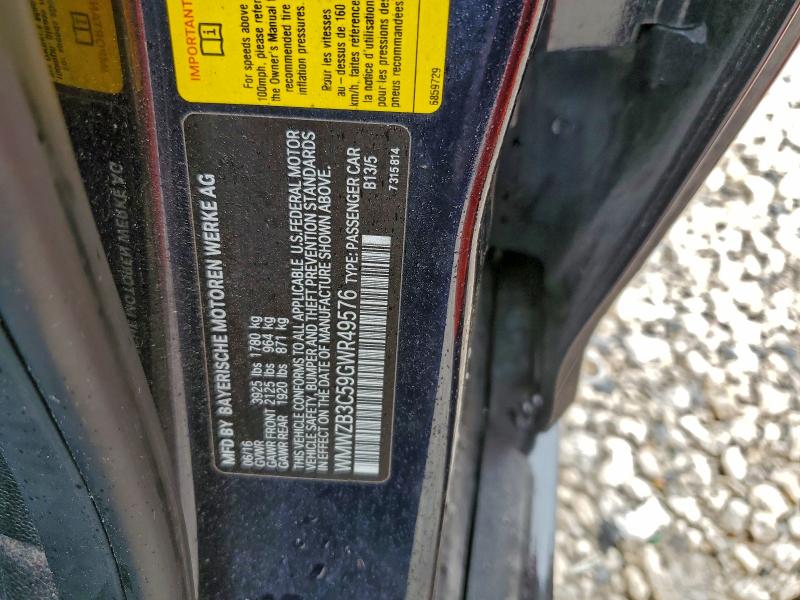 IMPORTANT
For speeds above
100mph, please refer
the Owner's Manual
recommended tire
inflation pressures.
Pour les vitesses
au-dessus de 160
km/h, faites référence
la notice d'utilisation
pour les pressions des
pneus recommandées
6859729
MFD BY BAYERISCHE MOTOREN WERKE AG
06/16
GVWR 3925 lbs 1780 kg
GAWR FRONT 2125 lbs 964 kg
GAWR REAR 1920 lbs 871 kg
THIS VEHICLE CONFORMS TO ALL APPLICABLE U.S.FEDERAL MOTOR
VEHICLE SAFETY, BUMPER AND THEFT PREVENTION STANDARDS
IN EFFECT ON THE DATE OF MANUFACTURE SHOWN ABOVE.
WMWZB3C59GWR49576 TYPE: PASSENGER CAR
B13/5
7315814